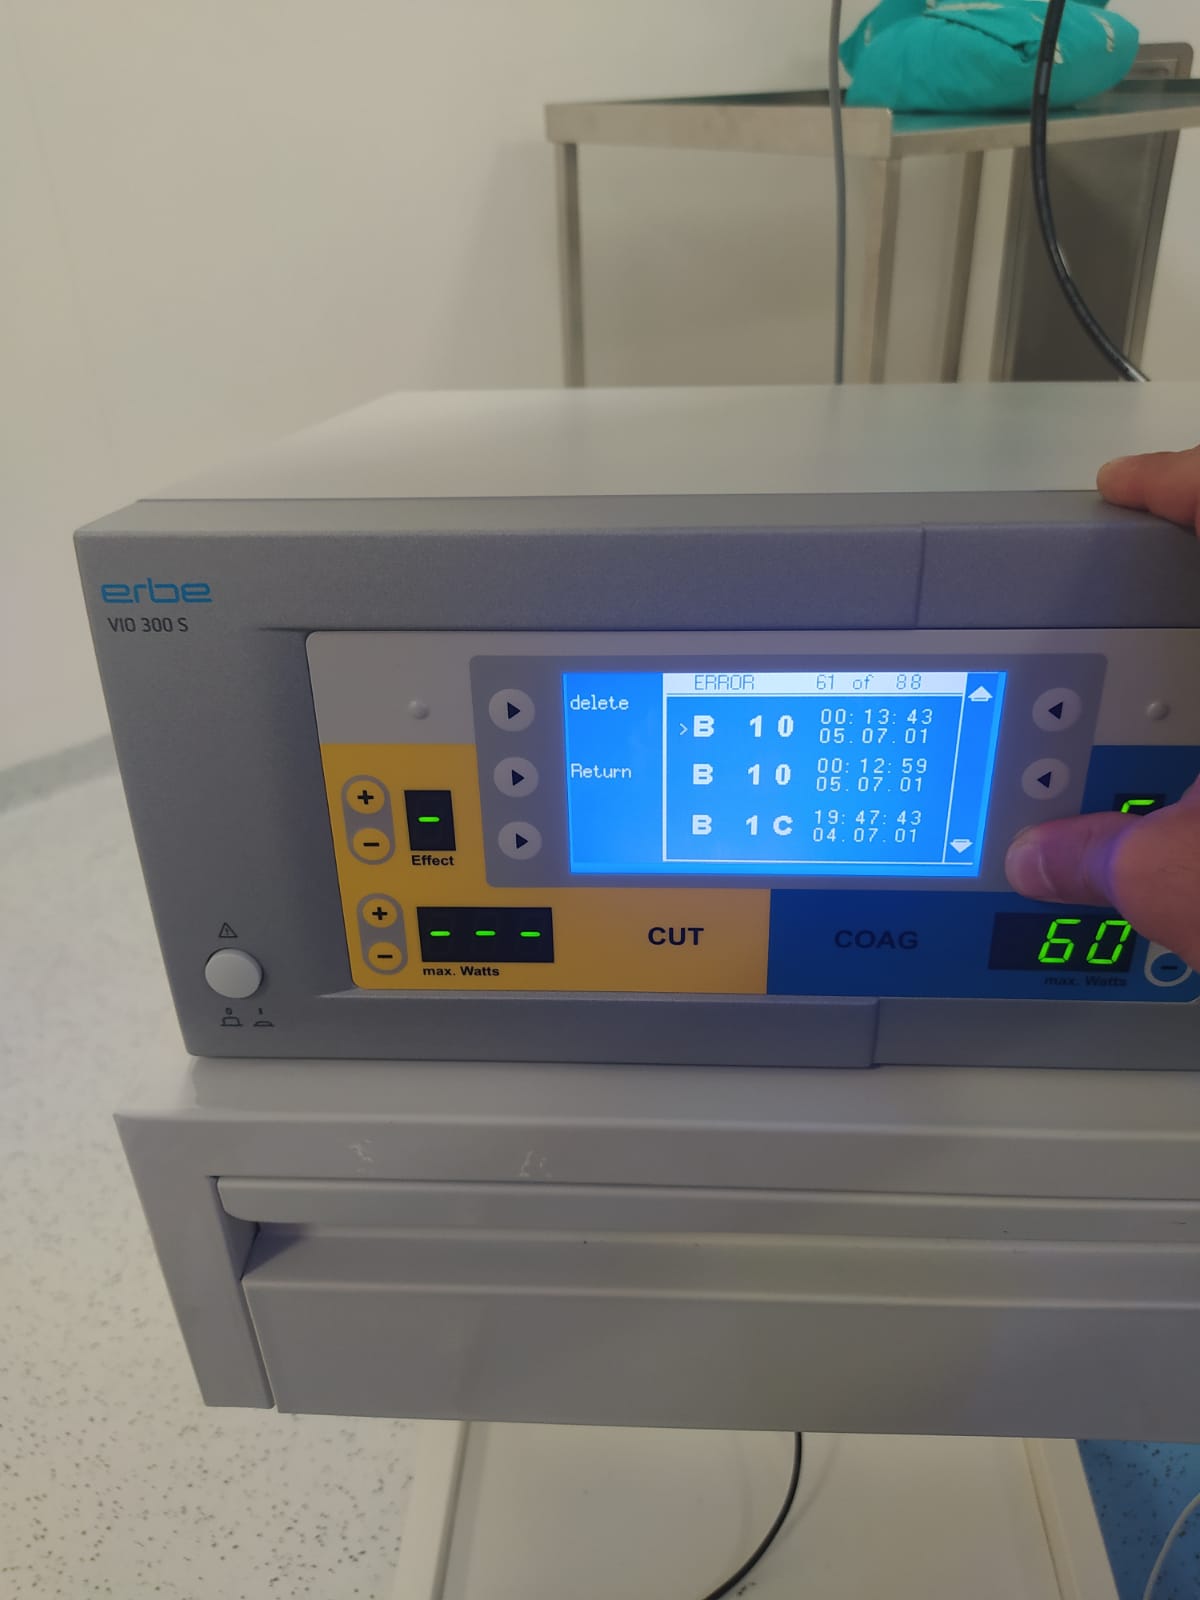 erbe
VIO 300 S
delete
Return
ERROR 61 of 88
>B 10 00:13:43
05.07.01
B 10 00:12:59
05.07.01
B 1C 19:47:43
04.07.01
+
-
Effect
+
-
max. Watts
CUT
COAG
60
max. Watts
-
0 I